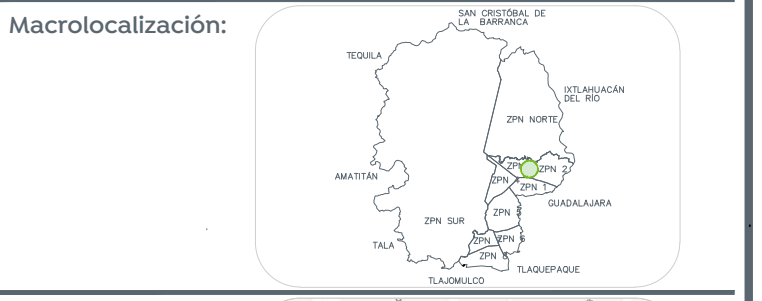 Macrolocalización:
SAN CRISTÓBAL DE
LA BARRANCA
TEQUILA
IXTLAHUACÁN
DEL RÍO
ZPN NORTE
ZPN
ZPN 2
AMATITÁN
ZPN
ZPN 1
GUADALAJARA
ZPN
ZPN SUR
TALA
ZPN
ZPN 6
ZPN
TLAQUEPAQUE
TLAJOMULCO